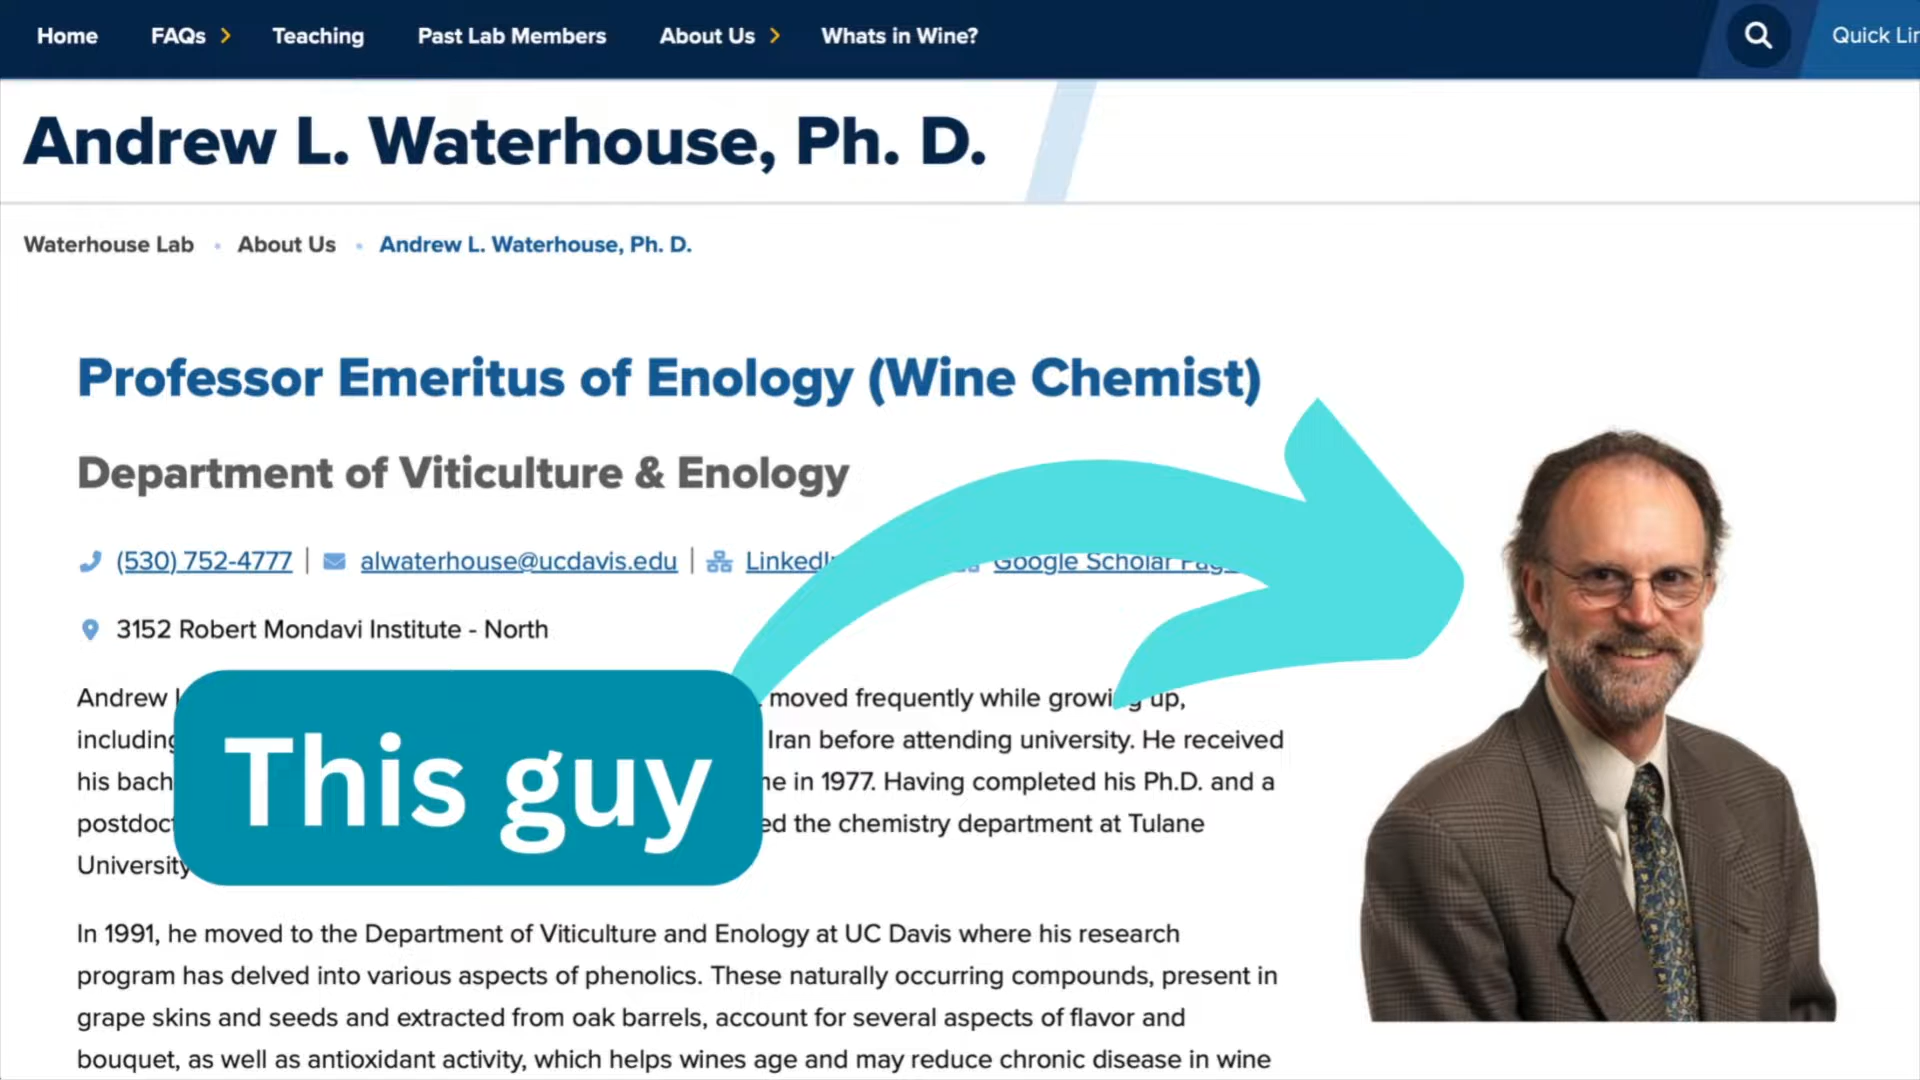 Home FAQs Teaching Past Lab Members About Us Whats in Wine? Quick
Andrew L. Waterhouse, Ph. D.
Waterhouse Lab • About Us • Andrew L. Waterhouse, Ph. D.
Professor Emeritus of Enology (Wine Chemist)
Department of Viticulture & Enology
(530) 752-4777 | alwaterhouse@ucdavis.edu | LinkedIn Google Scholar
3152 Robert Mondavi Institute - North
Andrew moved frequently while growing up,
including Iran before attending university. He received
his in 1977. Having completed his Ph.D. and a
the chemistry department at Tulane
University
This guy
In 1991, he moved to the Department of Viticulture and Enology at UC Davis where his research
program has delved into various aspects of phenolics. These naturally occurring compounds, present in
grape skins and seeds and extracted from oak barrels, account for several aspects of flavor and
bouquet, as well as antioxidant activity, which helps wines age and may reduce chronic disease in wine